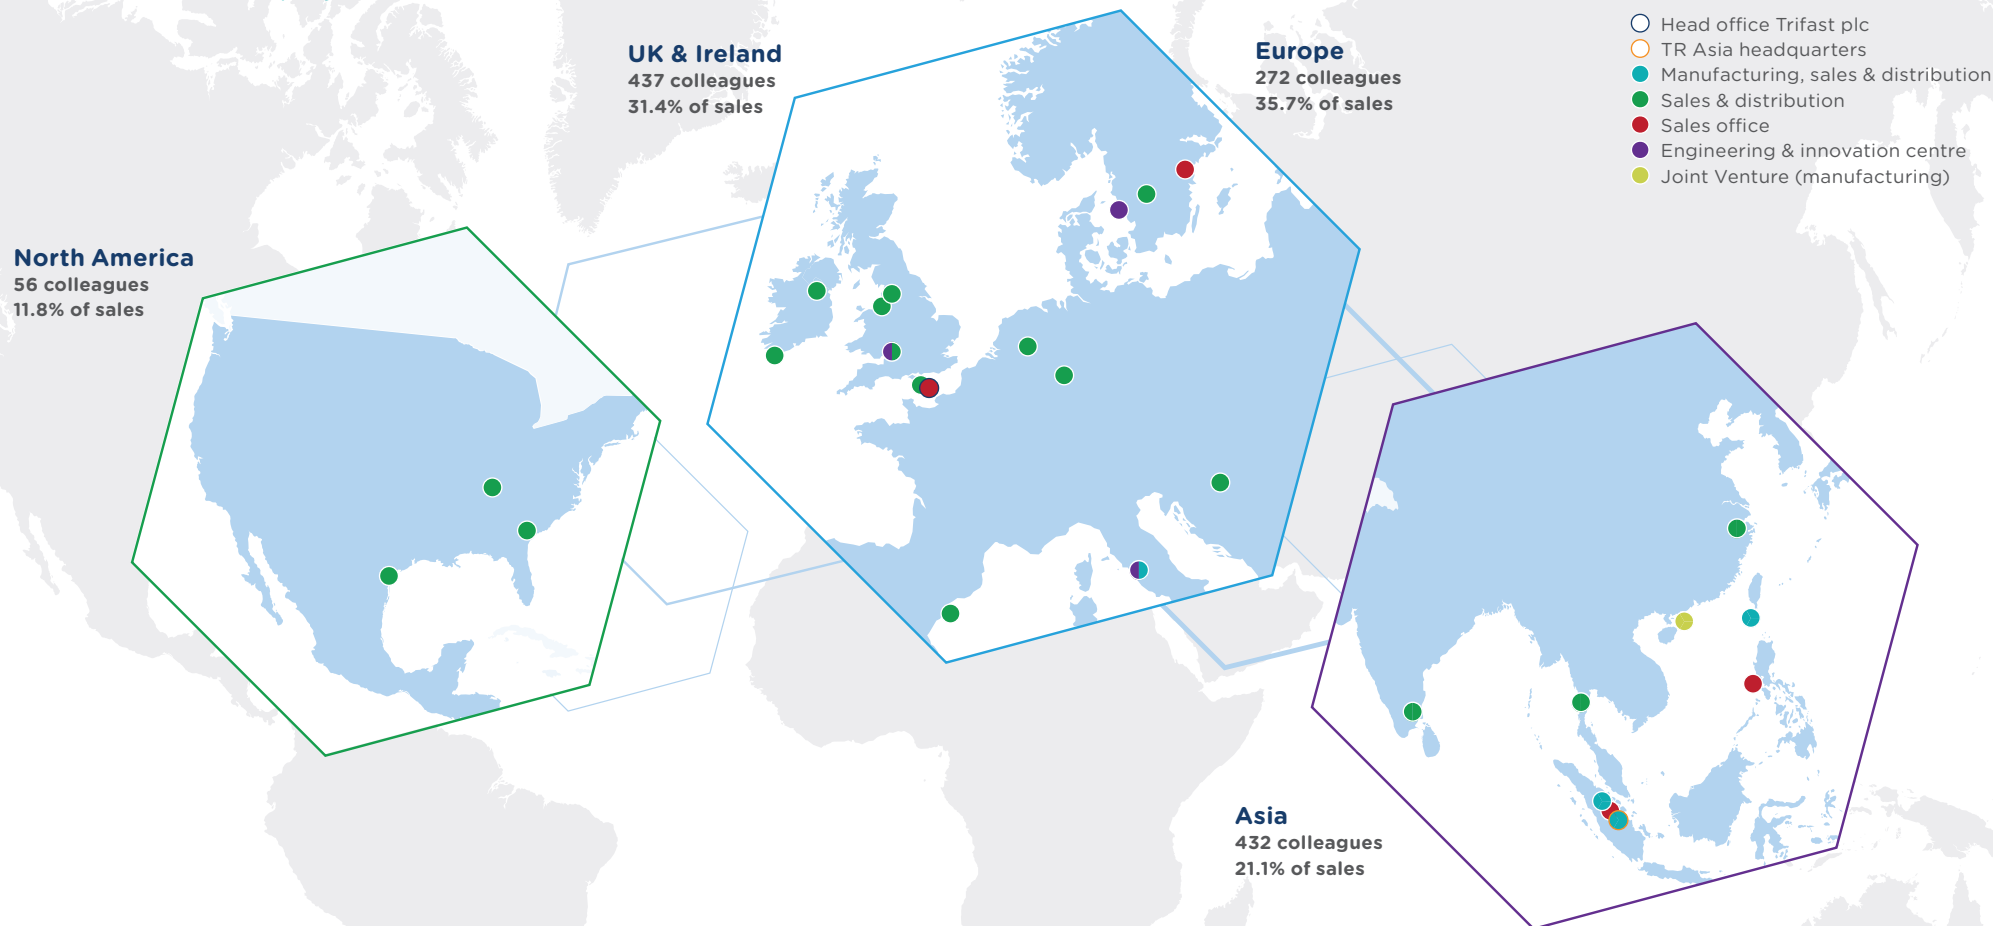 UK & Ireland
437 colleagues
31.4% of sales
Europe
272 colleagues
35.7% of sales
Head office Trifast plc
TR Asia headquarters
Manufacturing, sales & distribution
Sales & distribution
Sales office
Engineering & innovation centre
Joint Venture (manufacturing)
North America
56 colleagues
11.8% of sales
Asia
432 colleagues
21.1% of sales